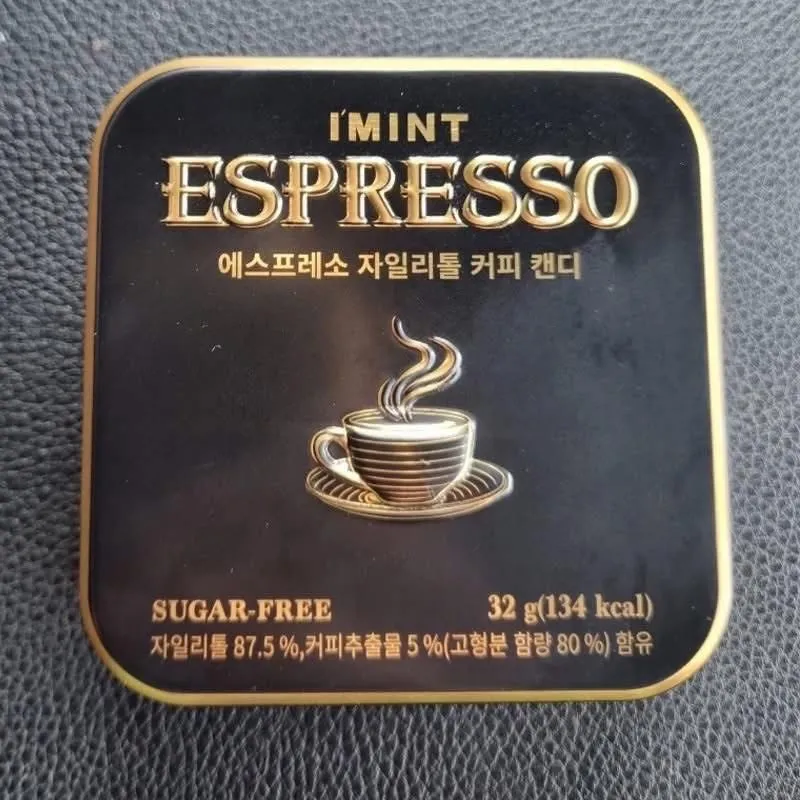 I'MINT
ESPRESSO
에스프레소 자일리톨 커피 캔디
SUGAR-FREE 32 g(134 kcal)
자일리톨 87.5 %,커피추출물 5 %(고형분 함량 80 %) 함유